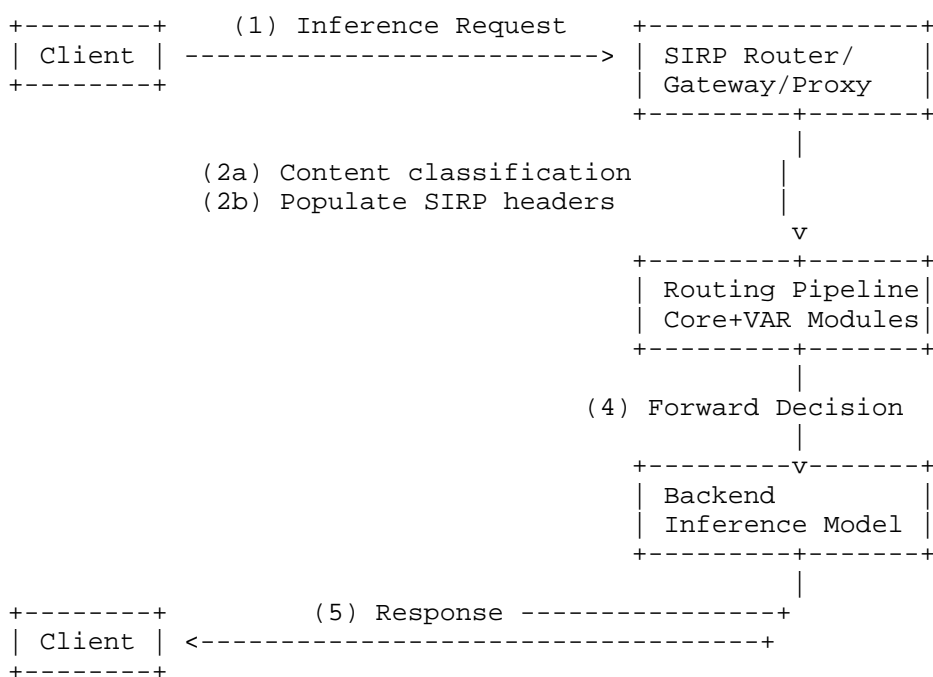 +--------+    (1) Inference Request    +-----------------+
| Client | --------------------------> | SIRP Router/    |
+--------+                             | Gateway/Proxy   |
                                       +---------+-------+
                                                 |
            (2a) Content classification         |
            (2b) Populate SIRP headers          |
                                                 v
                                       +---------+-------+
                                       | Routing Pipeline|
                                       | Core+VAR Modules|
                                       +---------+-------+
                                                 |
                                    (4) Forward Decision
                                                 |
                                       +---------v-------+
                                       | Backend         |
                                       | Inference Model |
                                       +---------+-------+
                                                 |
+--------+         (5) Response ----------------+
| Client | <-----------------------------------+
+--------+